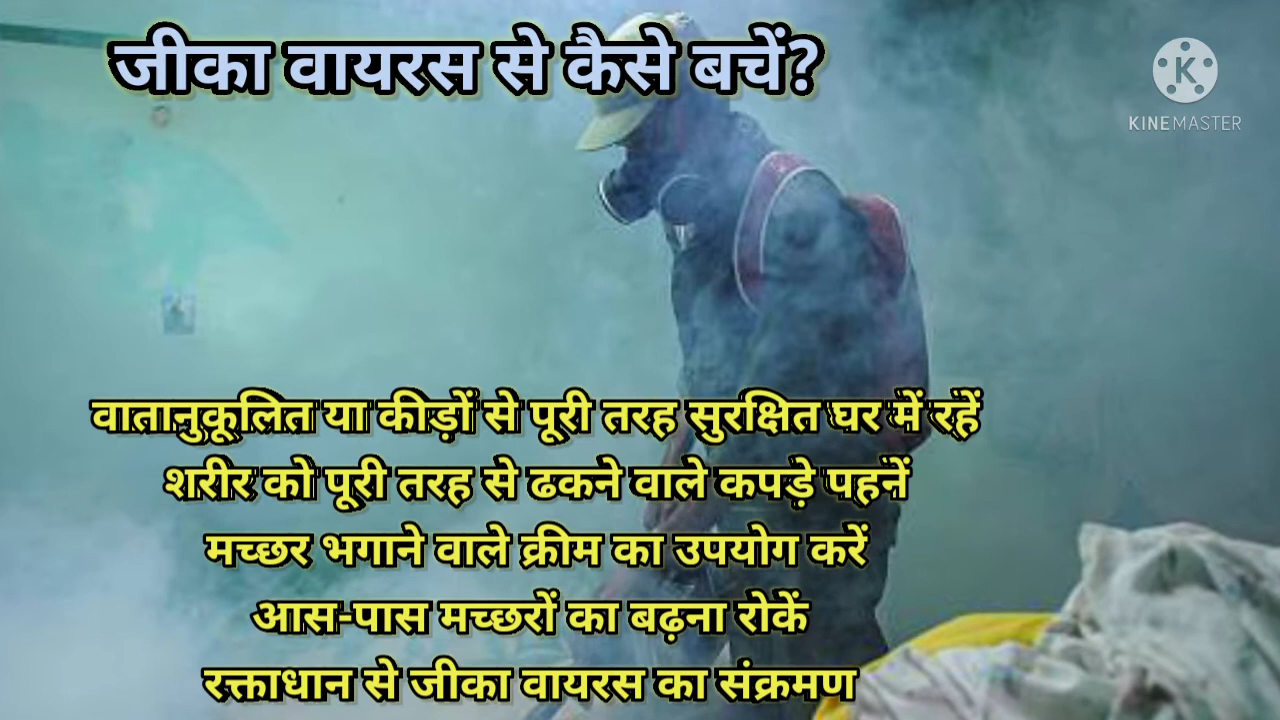 जीका वायरस से कैसे बचें?
KINEMASTER
वातानुकूलित या कीड़ों से पूरी तरह सुरक्षित घर में रहें
शरीर को पूरी तरह से ढकने वाले कपड़े पहनें
मच्छर भगाने वाले क्रीम का उपयोग करें
आस-पास मच्छरों का बढ़ना रोकें
रक्ताधान से जीका वायरस का संक्रमण